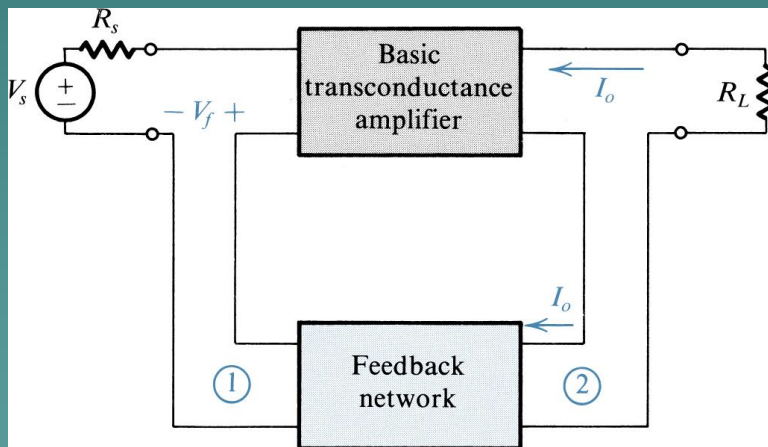 R_s
V_s
+
−
− V_f +
Basic
transconductance
amplifier
I_o
R_L
I_o
1
Feedback
network
2